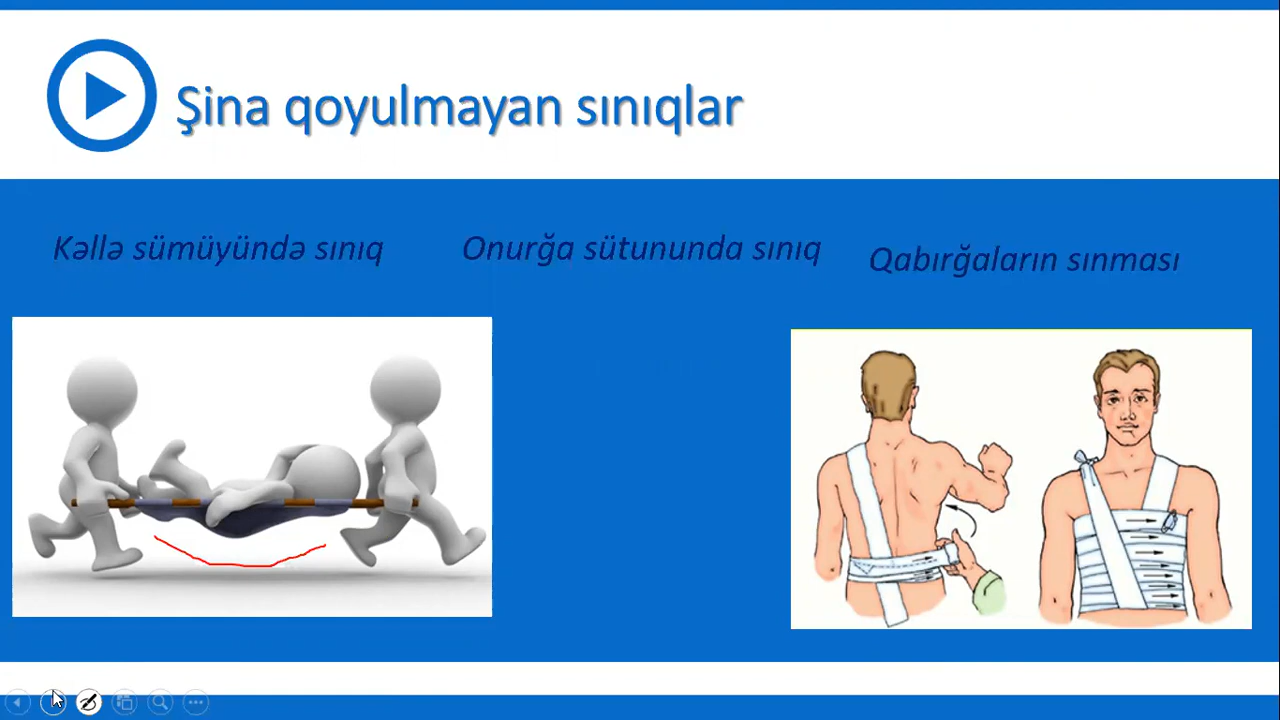 Şina qoyulmayan sınıqlar
Kəllə sümüyündə sınıq
Onurğa sütununda sınıq
Qabırğaların sınması